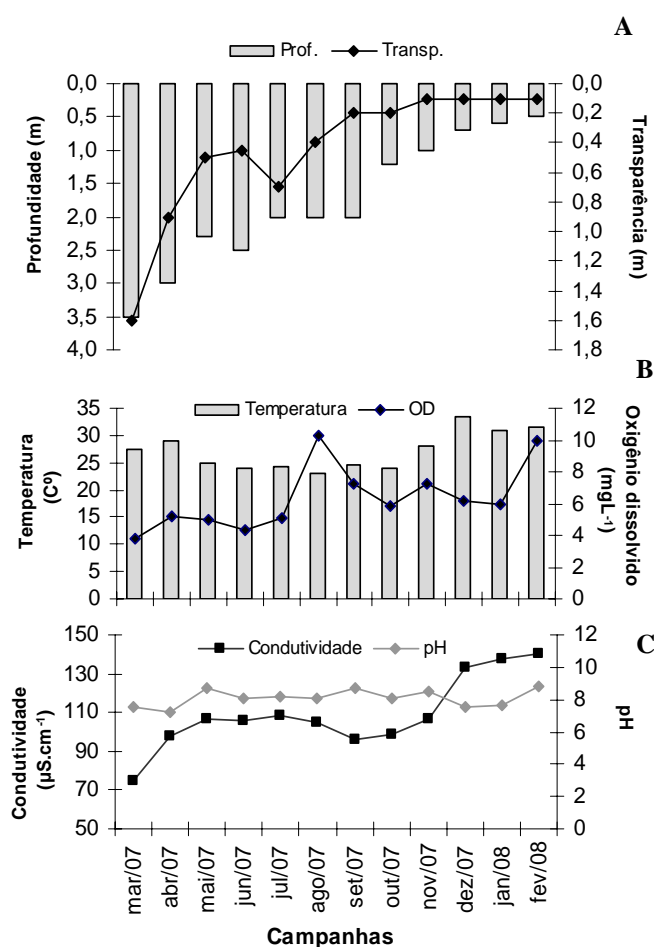 A
Prof. Transp.
Profundidade (m)
0,0
0,5
1,0
1,5
2,0
2,5
3,0
3,5
4,0
0,0
0,2
0,4
0,6
0,8
1,0
1,2
1,4
1,6
1,8
Transparência (m)
B
Temperatura OD
Temperatura
(Cº)
35
30
25
20
15
10
5
0
12
10
8
6
4
2
0
Oxigênio dissolvido
(mgL-1)
C
Condutividade pH
Condutividade
(µS.cm-1)
150
130
110
90
70
50
12
10
8
6
4
2
0
pH
mar/07
abr/07
mai/07
jun/07
jul/07
ago/07
set/07
out/07
nov/07
dez/07
jan/08
fev/08
Campanhas